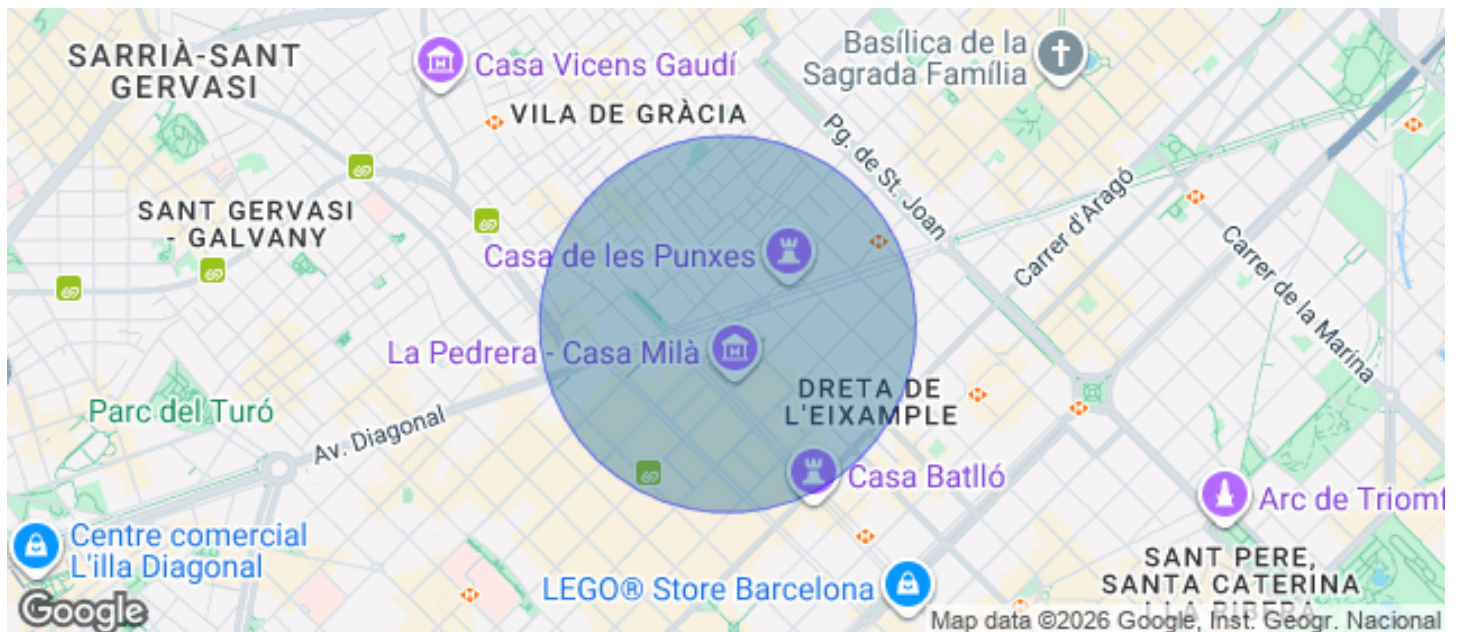 SARRIÀ-SANT
GERVASI
Casa Vicens Gaudí
Basílica de la
Sagrada Família
VILA DE GRÀCIA
Pg. de St. Joan
Carrer d'Aragó
SANT GERVASI
- GALVANY
Casa de les Punxes
Carrer de la Marina
La Pedrera - Casa Milà
DRETA DE
L'EIXAMPLE
Parc del Turó
Av. Diagonal
Casa Batlló
Arc de Triomf
Centre comercial
L'illa Diagonal
SANT PERE,
SANTA CATERINA
I LA RIBERA
LEGO® Store Barcelona
Google
Map data ©2026 Google, Inst. Geogr. Nacional